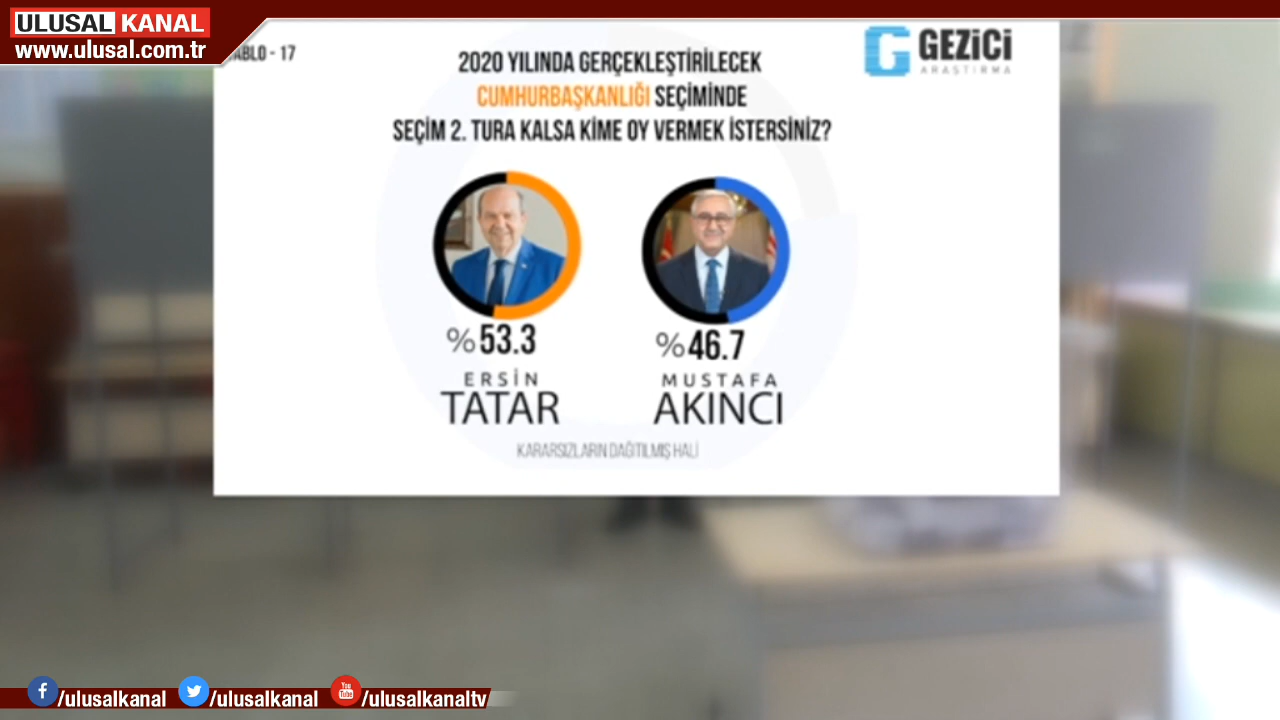 ULUSAL KANAL
www.ulusal.com.tr
ABLO - 17
GEZİCİ
ARAŞTIRMA
2020 YILINDA GERÇEKLEŞTİRİLECEK
CUMHURBAŞKANLIĞI SEÇİMİNDE
SEÇİM 2. TURA KALSA KİME OY VERMEK İSTERSİNİZ?
%53.3
%46.7
ERSİN
TATAR
MUSTAFA
AKINCI
KARARSIZLARIN DAĞITILMIŞ HALİ
/ulusalkanal
/ulusalkanal
You Tube
/ulusalkanaltv